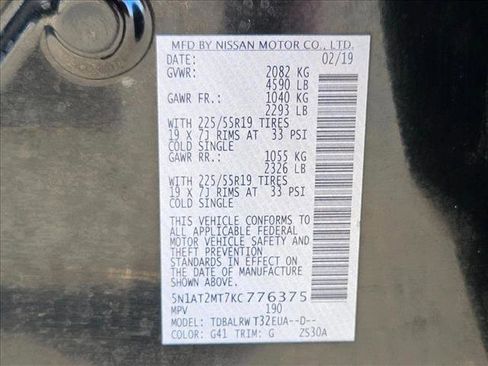 MFD BY NISSAN MOTOR CO., LTD.
DATE: 02/19
GVWR: 2082 KG
4590 LB
GAWR FR.: 1040 KG
2293 LB
WITH 225/55R19 TIRES
19 X 7J RIMS AT 33 PSI
COLD SINGLE
GAWR RR.: 1055 KG
2326 LB
WITH 225/55R19 TIRES
19 X 7J RIMS AT 33 PSI
COLD SINGLE
THIS VEHICLE CONFORMS TO
ALL APPLICABLE FEDERAL
MOTOR VEHICLE SAFETY AND
THEFT PREVENTION
STANDARDS IN EFFECT ON
THE DATE OF MANUFACTURE
SHOWN ABOVE.
5N1AT2MT7KC776375
MPV 190
MODEL: TDBALRW T32EUA--D--
COLOR: G41 TRIM: G ZS30A